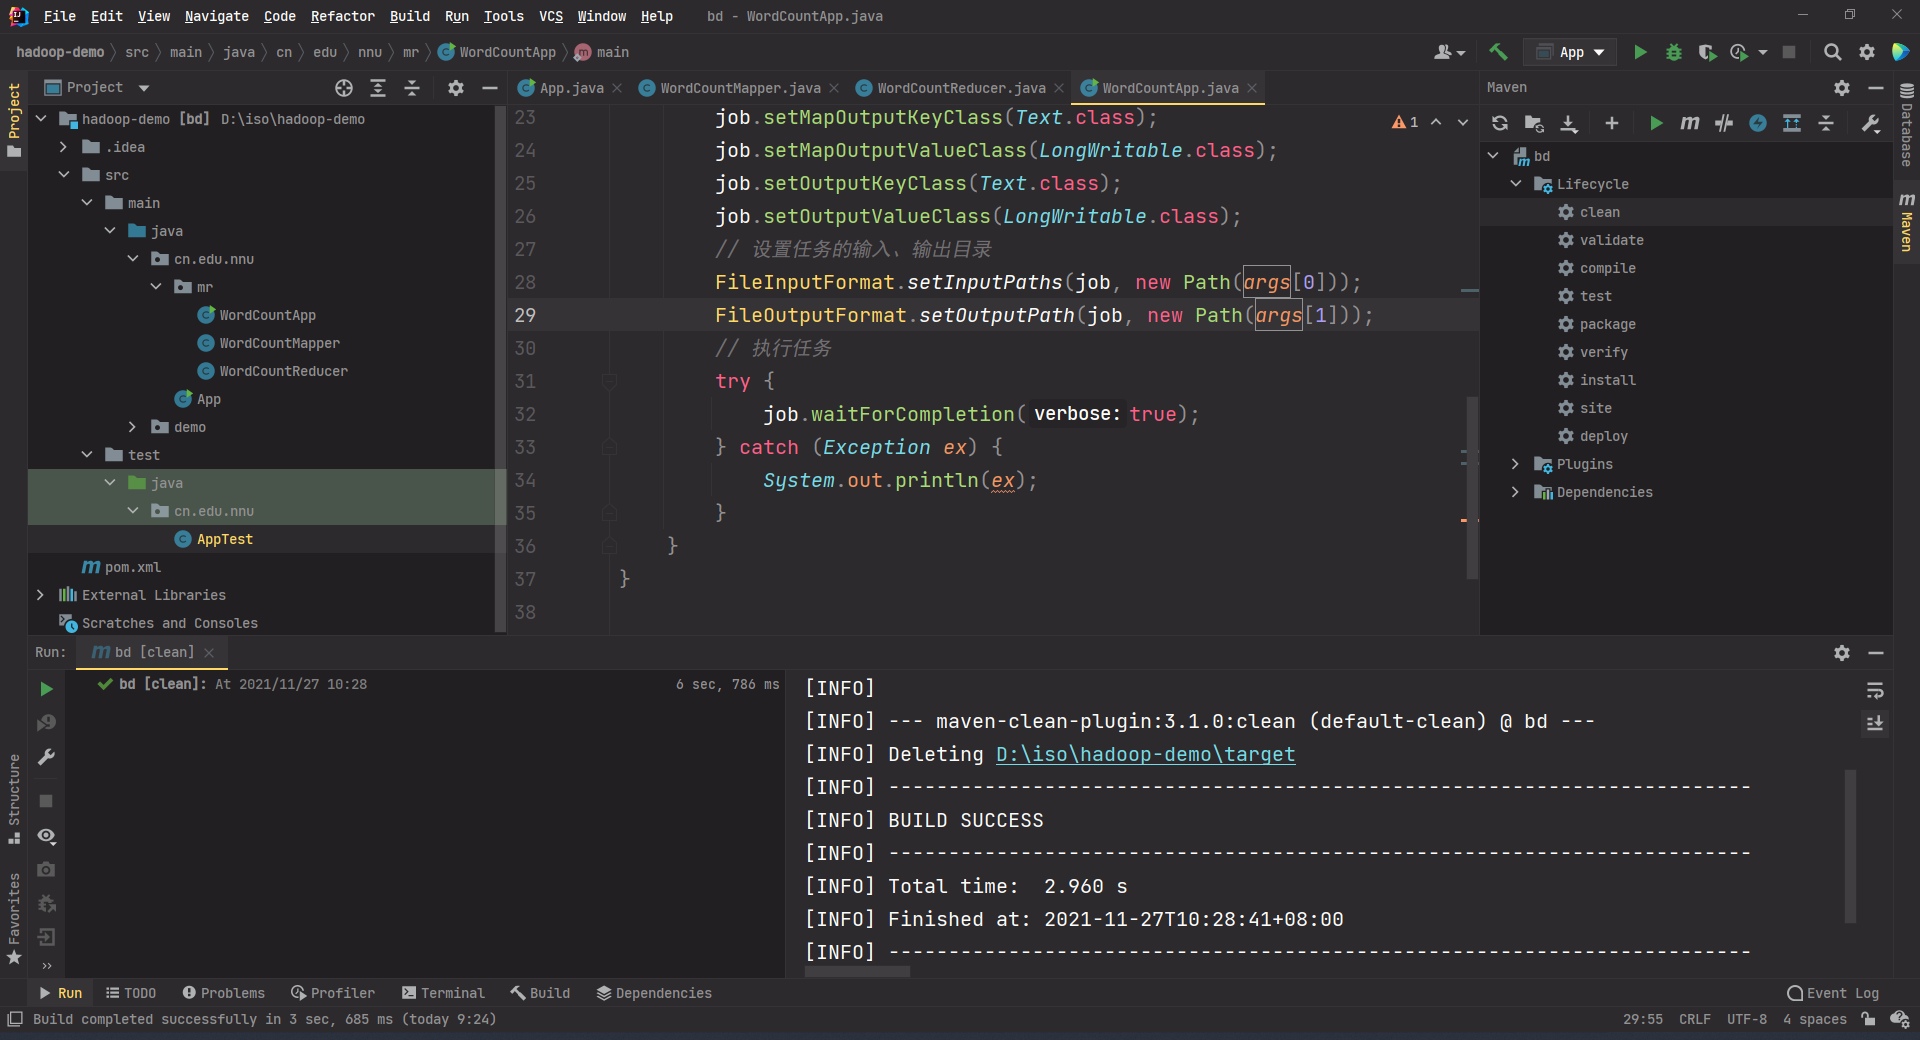 File Edit View Navigate Code Refactor Build Run Tools VCS Window Help bd - WordCountApp.java
hadoop-demo src main java cn edu nnu mr WordCountApp main
App
Project
App.java WordCountMapper.java WordCountReducer.java WordCountApp.java
Maven
Project
hadoop-demo [bd] D:\iso\hadoop-demo
.idea
src
main
java
cn.edu.nnu
mr
WordCountApp
WordCountMapper
WordCountReducer
App
demo
test
java
cn.edu.nnu
AppTest
pom.xml
External Libraries
Scratches and Consoles
23 job.setMapOutputKeyClass(Text.class);
24 job.setMapOutputValueClass(LongWritable.class);
25 job.setOutputKeyClass(Text.class);
26 job.setOutputValueClass(LongWritable.class);
27 // 设置任务的输入、输出目录
28 FileInputFormat.setInputPaths(job, new Path(args[0]));
29 FileOutputFormat.setOutputPath(job, new Path(args[1]));
30 // 执行任务
31 try {
32 job.waitForCompletion( verbose: true);
33 } catch (Exception ex) {
34 System.out.println(ex);
35 }
36 }
37 }
38
1
bd
Lifecycle
clean
validate
compile
test
package
verify
install
site
deploy
Plugins
Dependencies
Database
Maven
Run: bd [clean]
bd [clean]: At 2021/11/27 10:28 6 sec, 786 ms
[INFO]
[INFO] --- maven-clean-plugin:3.1.0:clean (default-clean) @ bd ---
[INFO] Deleting D:\iso\hadoop-demo\target
[INFO] ------------------------------------------------------------------------
[INFO] BUILD SUCCESS
[INFO] ------------------------------------------------------------------------
[INFO] Total time:  2.960 s
[INFO] Finished at: 2021-11-27T10:28:41+08:00
[INFO] ------------------------------------------------------------------------
Structure
Favorites
Run TODO Problems Profiler Terminal Build Dependencies Event Log
Build completed successfully in 3 sec, 685 ms (today 9:24) 29:55 CRLF UTF-8 4 spaces